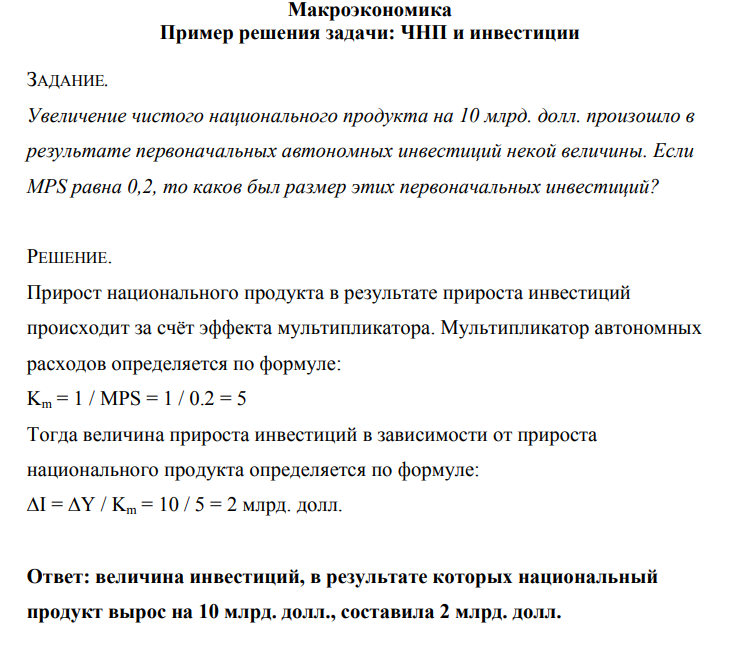 Макроэкономика
Пример решения задачи: ЧНП и инвестиции
ЗАДАНИЕ.
Увеличение чистого национального продукта на 10 млрд. долл. произошло в
результате первоначальных автономных инвестиций некой величины. Если
MPS равна 0,2, то каков был размер этих первоначальных инвестиций?
РЕШЕНИЕ.
Прирост национального продукта в результате прироста инвестиций
происходит за счёт эффекта мультипликатора. Мультипликатор автономных
расходов определяется по формуле:
Km = 1 / MPS = 1 / 0.2 = 5
Тогда величина прироста инвестиций в зависимости от прироста
национального продукта определяется по формуле:
ΔI = ΔY / Km = 10 / 5 = 2 млрд. долл.
Ответ: величина инвестиций, в результате которых национальный
продукт вырос на 10 млрд. долл., составила 2 млрд. долл.